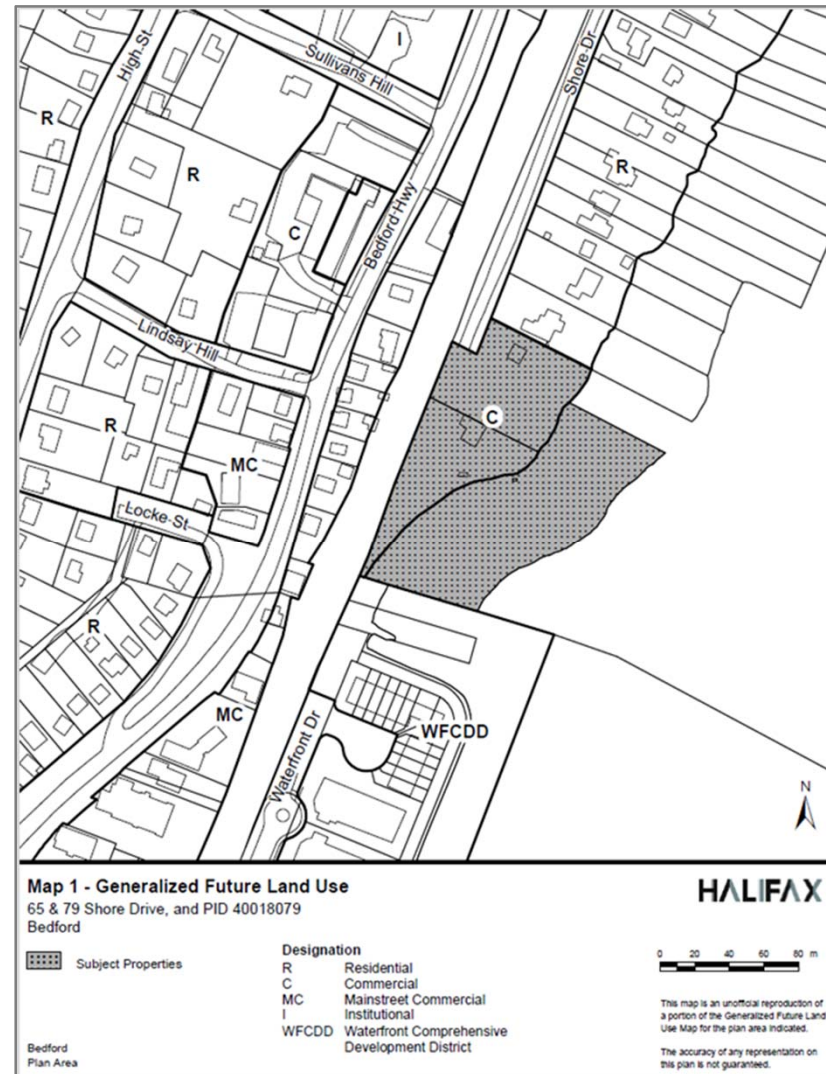 Sullivans Hill
I
High St
Shore Dr
R
R
R
Bedford Hwy
C
Lindsay Hill
C
R
MC
Locke St
R
MC
WFCDD
Waterfront Dr
N
Map 1 - Generalized Future Land Use
65 & 79 Shore Drive, and PID 40018079
Bedford
Subject Properties
Designation
R Residential
C Commercial
MC Mainstreet Commercial
I Institutional
WFCDD Waterfront Comprehensive
Development District
Bedford
Plan Area
HALIFAX
0 20 40 60 80 m
This map is an unofficial reproduction of
a portion of the Generalized Future Land
Use Map for the plan area indicated.
The accuracy of any representation on
this plan is not guaranteed.